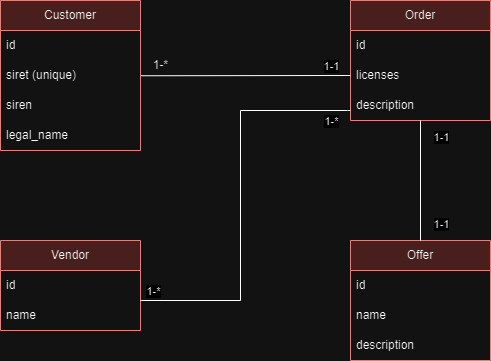 Customer
id
siret (unique)
siren
legal_name
1-*
1-1
Order
id
licenses
description
1-*
1-1
1-1
Vendor
id
name
1-*
Offer
id
name
description